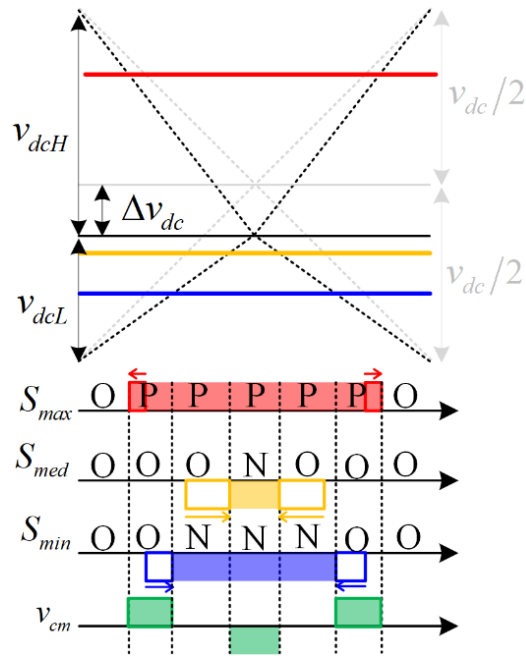 v_dcH
v_dc/2
Δv_dc
v_dcL
v_dc/2
S_max O P P P P P O
S_med O O O N O O O
S_min O O N N N O O
v_cm